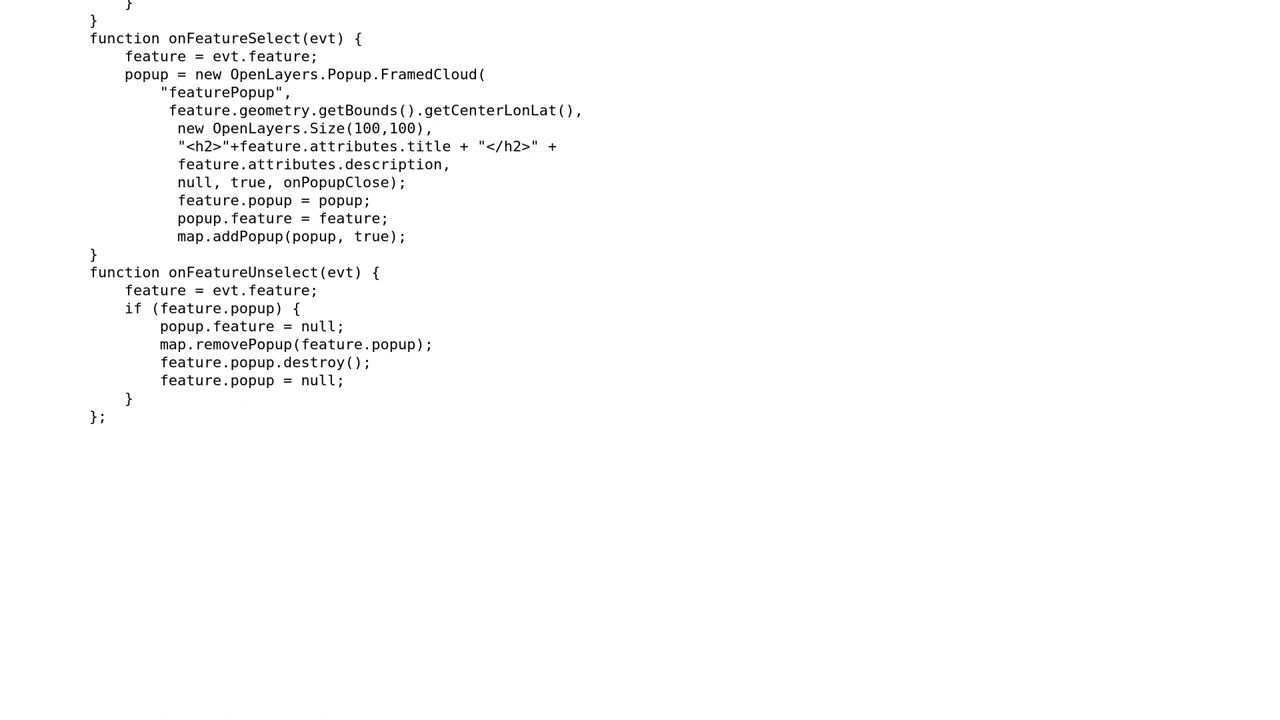 }
}
function onFeatureSelect(evt) {
    feature = evt.feature;
    popup = new OpenLayers.Popup.FramedCloud(
        "featurePopup",
         feature.geometry.getBounds().getCenterLonLat(),
          new OpenLayers.Size(100,100),
          "<h2>"+feature.attributes.title + "</h2>" +
          feature.attributes.description,
          null, true, onPopupClose);
          feature.popup = popup;
          popup.feature = feature;
          map.addPopup(popup, true);
}
function onFeatureUnselect(evt) {
    feature = evt.feature;
    if (feature.popup) {
        popup.feature = null;
        map.removePopup(feature.popup);
        feature.popup.destroy();
        feature.popup = null;
    }
};